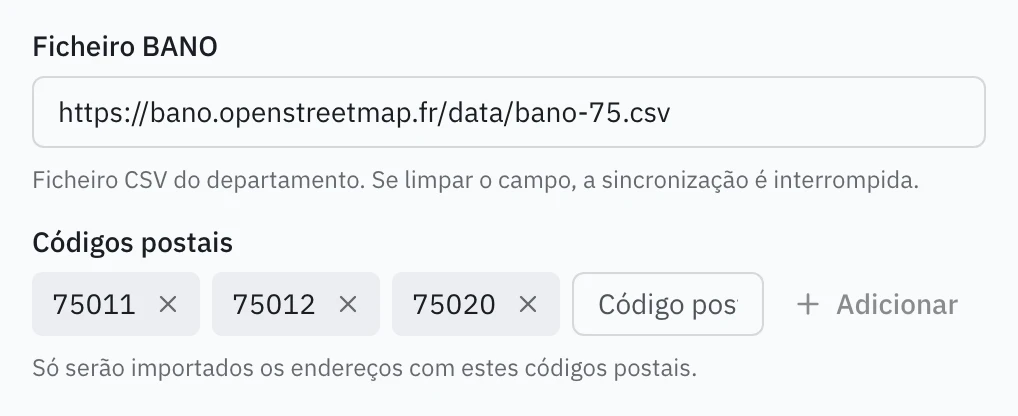 Ficheiro BANO
https://bano.openstreetmap.fr/data/bano-75.csv
Ficheiro CSV do departamento. Se limpar o campo, a sincronização é interrompida.
Códigos postais
75011 × 75012 × 75020 × Código pos + Adicionar
Só serão importados os endereços com estes códigos postais.